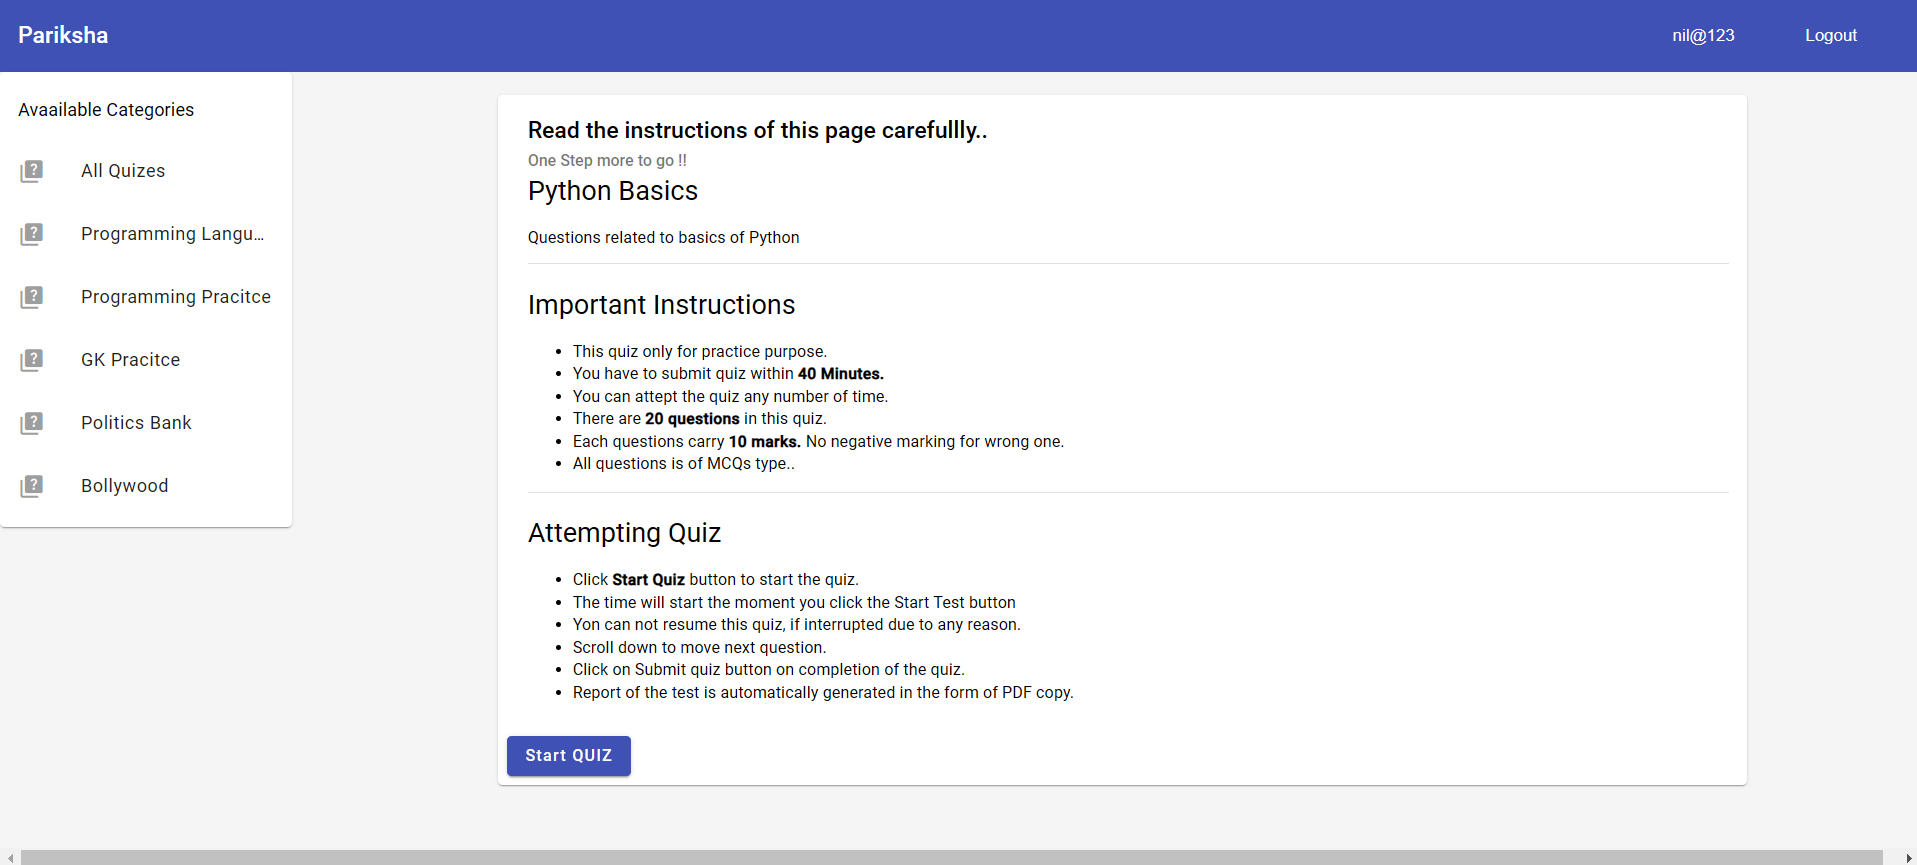 Pariksha
nil@123
Logout
Avaailable Categories
All Quizes
Programming Langu...
Programming Pracitce
GK Pracitce
Politics Bank
Bollywood
Read the instructions of this page carefullly..
One Step more to go !!
Python Basics
Questions related to basics of Python
Important Instructions
This quiz only for practice purpose.
You have to submit quiz within 40 Minutes.
You can attept the quiz any number of time.
There are 20 questions in this quiz.
Each questions carry 10 marks. No negative marking for wrong one.
All questions is of MCQs type..
Attempting Quiz
Click Start Quiz button to start the quiz.
The time will start the moment you click the Start Test button
Yon can not resume this quiz, if interrupted due to any reason.
Scroll down to move next question.
Click on Submit quiz button on completion of the quiz.
Report of the test is automatically generated in the form of PDF copy.
Start QUIZ